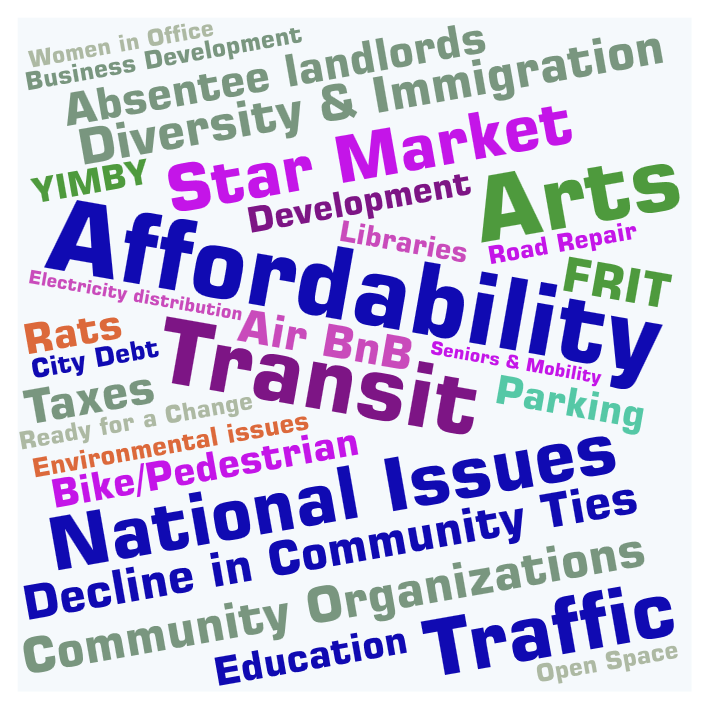 Women in Office
Business Development
Absentee landlords
Diversity & Immigration
YIMBY
Star Market
Development
Arts
Libraries
Road Repair
Affordability
FRIT
Electricity distribution
Rats
Air BnB
City Debt
Transit
Seniors & Mobility
Taxes
Parking
Ready for a Change
Environmental issues
Bike/Pedestrian
National Issues
Decline in Community Ties
Community Organizations
Education
Traffic
Open Space